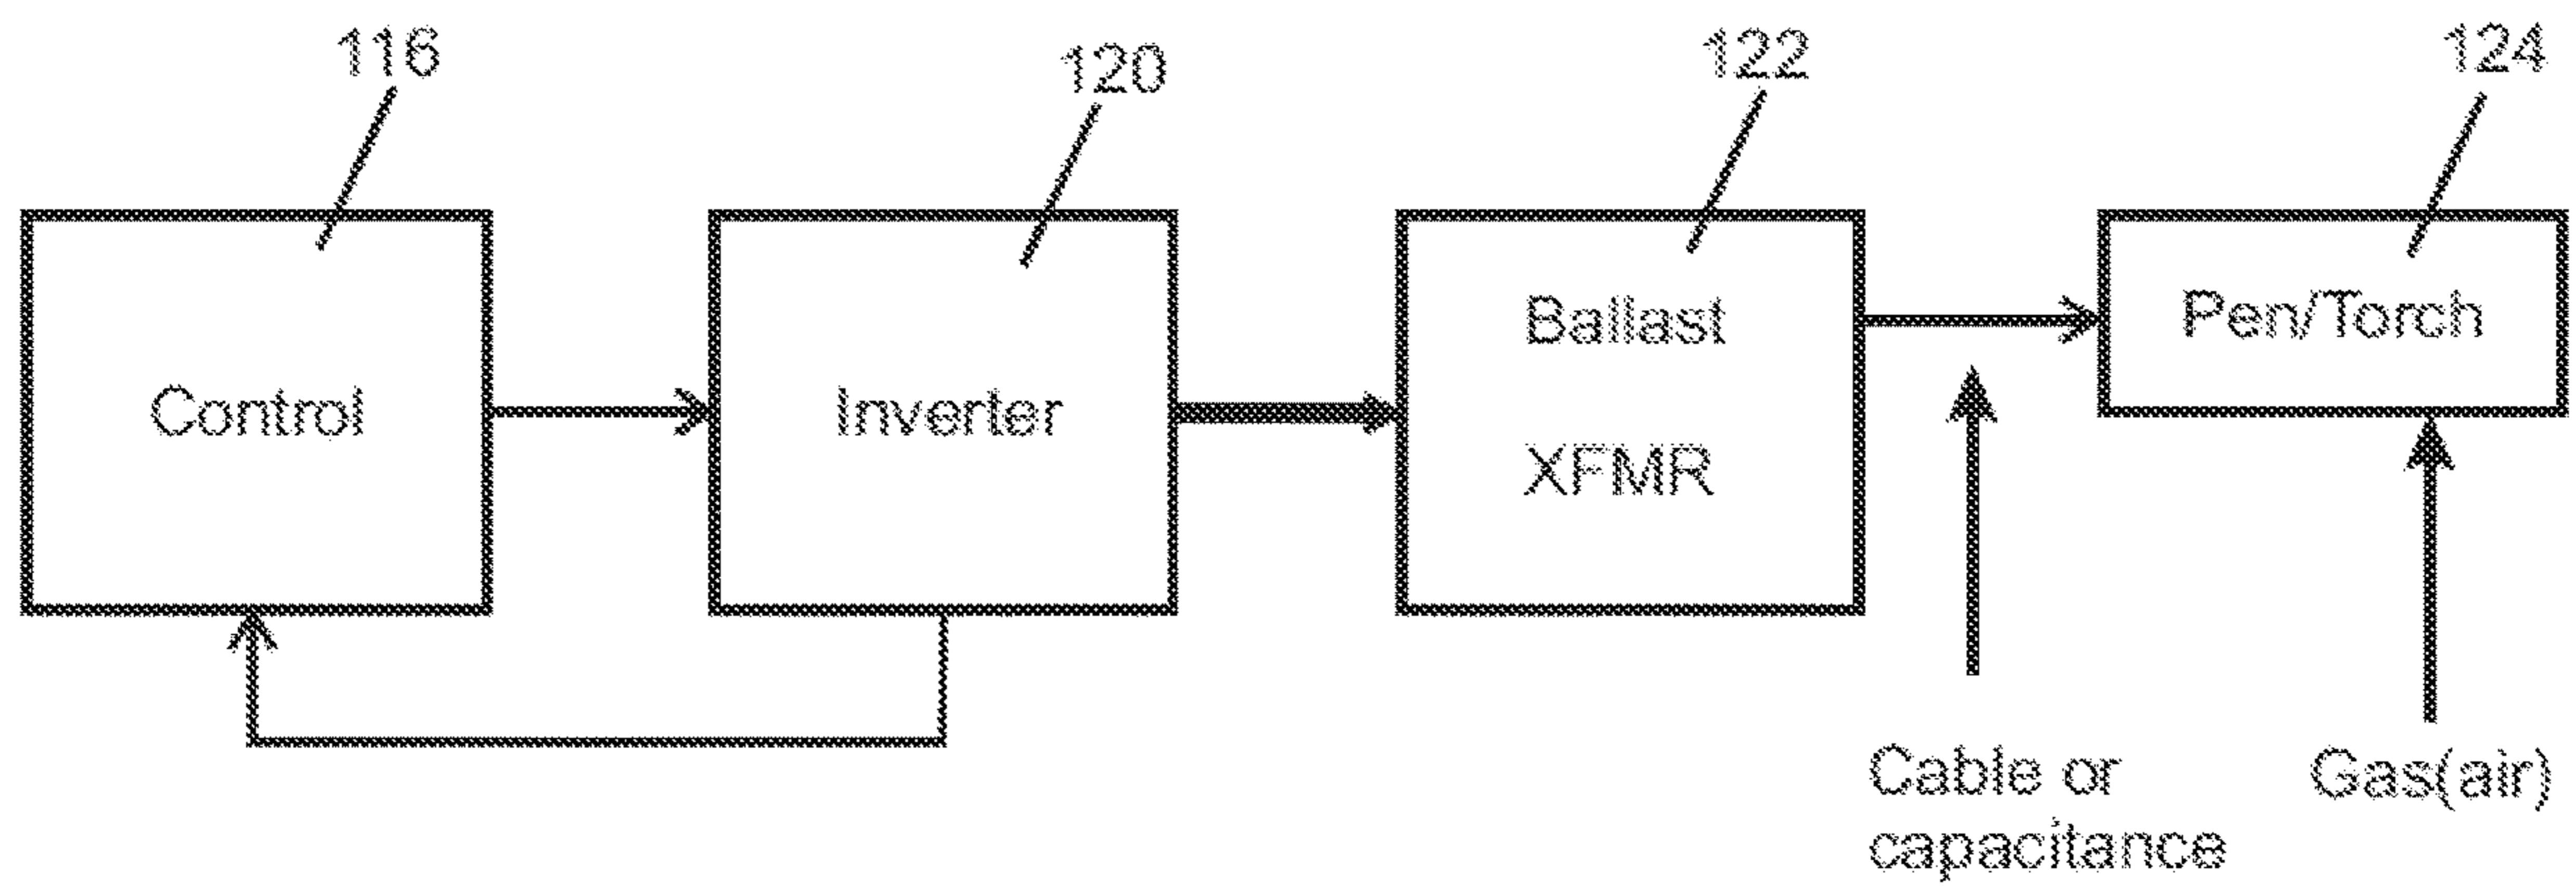 116
120
122
124
Control
Inverter
Ballast
XFMR
Pen/Torch
Cable or
capacitance
Gas(air)